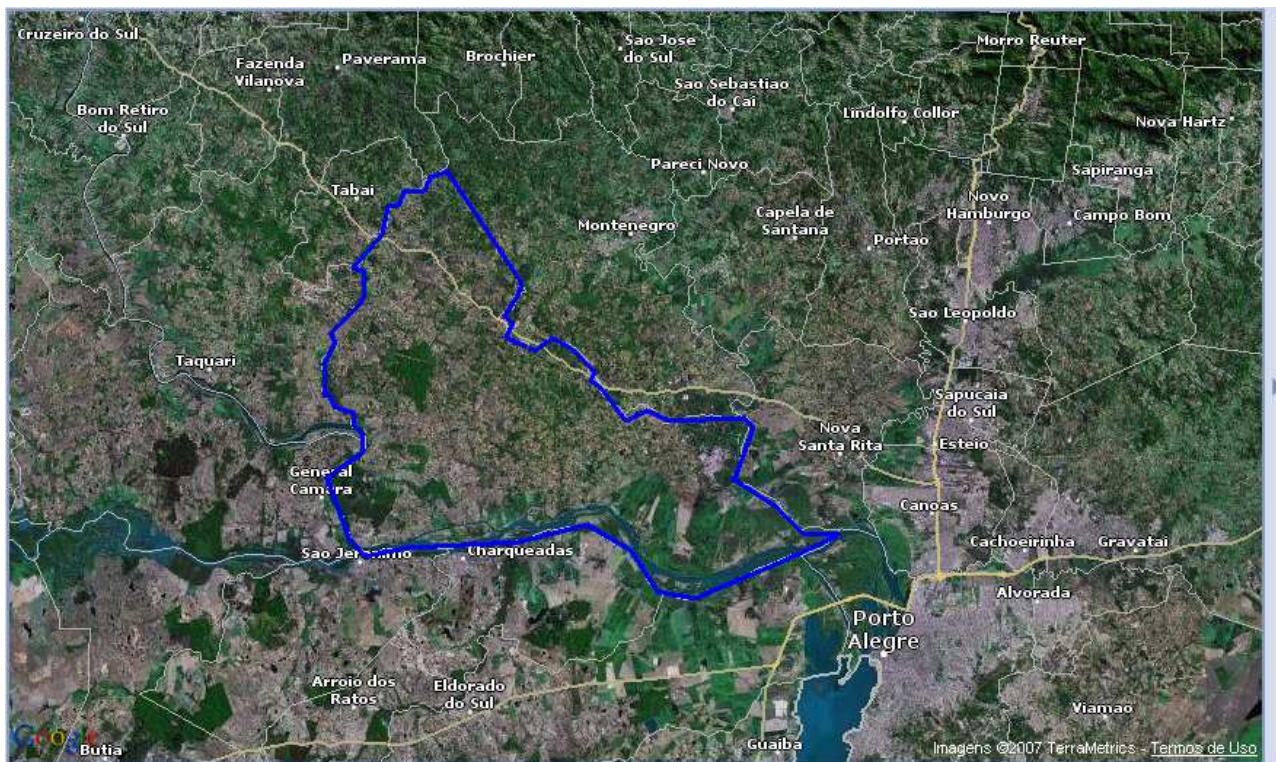 Cruzeiro do Sul
Fazenda
Vilanova
Paverama
Brochier
Sao Jose
do Sul
Morro Reuter
Bom Retiro
do Sul
Sao Sebastiao
do Cai
Lindolfo Collor
Nova Hartz
Tabai
Pareci Novo
Sapiranga
Montenegro
Capela de
Santana
Novo
Hamburgo
Campo Bom
Portao
Sao Leopoldo
Taquari
Sapucaia
do Sul
Nova
Santa Rita
Esteio
General
Camara
Canoas
Sao Jeronimo
Charqueadas
Cachoeirinha
Gravatai
Alvorada
Porto
Alegre
Arroio dos
Ratos
Eldorado
do Sul
Viamao
Google
Butia
Guaiba
Imagens ©2007 TerraMetrics - Termos de Uso